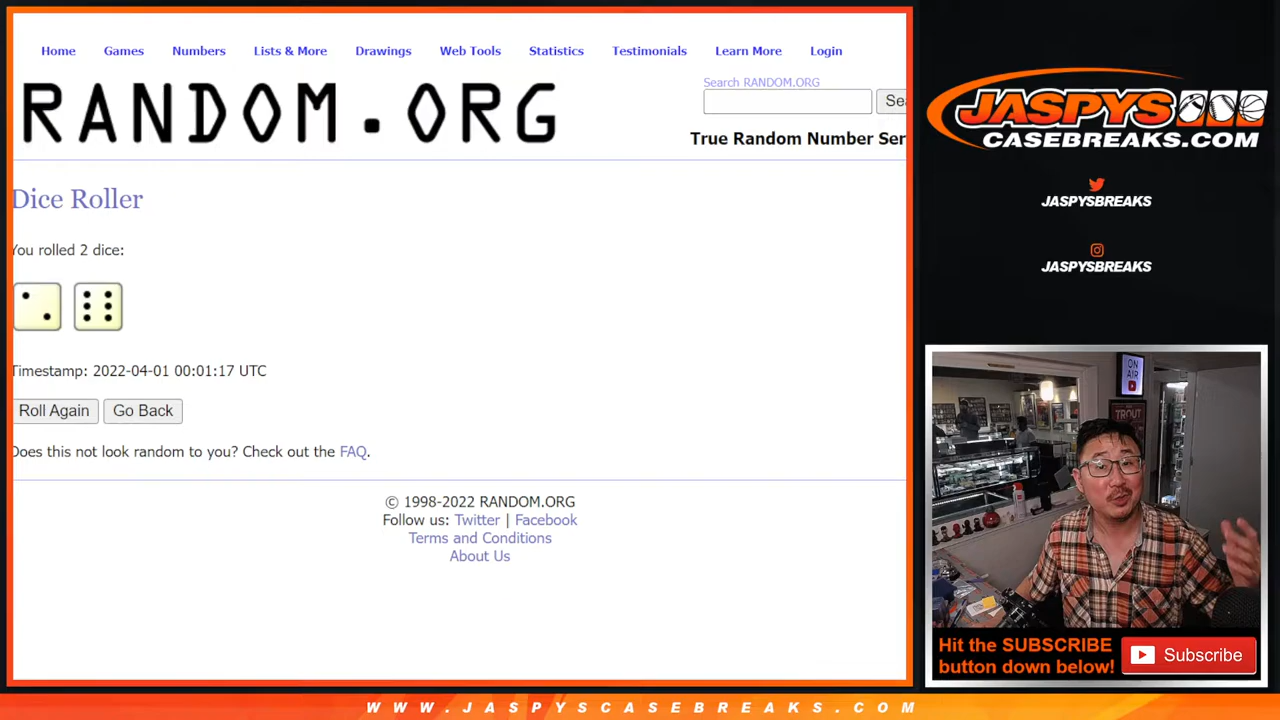 Home Games Numbers Lists & More Drawings Web Tools Statistics Testimonials Learn More Login
Search RANDOM.ORG
RANDOM.ORG
Sea
True Random Number Ser
Dice Roller
You rolled 2 dice:
Timestamp: 2022-04-01 00:01:17 UTC
Roll Again Go Back
Does this not look random to you? Check out the FAQ.
© 1998-2022 RANDOM.ORG
Follow us: Twitter | Facebook
Terms and Conditions
About Us
JASPYS
CASEBREAKS.COM
JASPYSBREAKS
JASPYSBREAKS
ON
AIR
TROUT
Hit the SUBSCRIBE
button down below!
Subscribe
WWW.JASPYSCASEBREAKS.COM